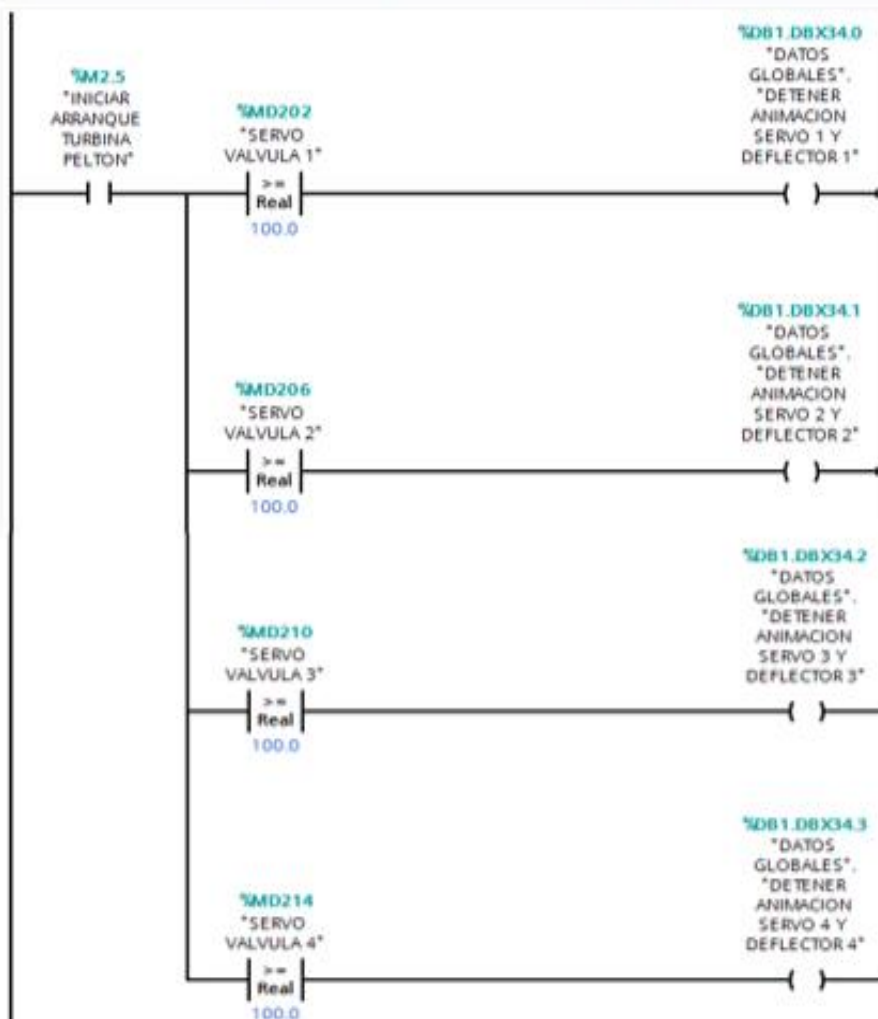 %M2.5
"INICIAR
ARRANQUE
TURBINA
PELTON"
%MD202
"SERVO
VALVULA 1"
>=
Real
100.0
%DB1.DBX34.0
"DATOS
GLOBALES".
"DETENER
ANIMACION
SERVO 1 Y
DEFLECTOR 1"
%MD206
"SERVO
VALVULA 2"
>=
Real
100.0
%DB1.DBX34.1
"DATOS
GLOBALES".
"DETENER
ANIMACION
SERVO 2 Y
DEFLECTOR 2"
%MD210
"SERVO
VALVULA 3"
>=
Real
100.0
%DB1.DBX34.2
"DATOS
GLOBALES".
"DETENER
ANIMACION
SERVO 3 Y
DEFLECTOR 3"
%MD214
"SERVO
VALVULA 4"
>=
Real
100.0
%DB1.DBX34.3
"DATOS
GLOBALES".
"DETENER
ANIMACION
SERVO 4 Y
DEFLECTOR 4"